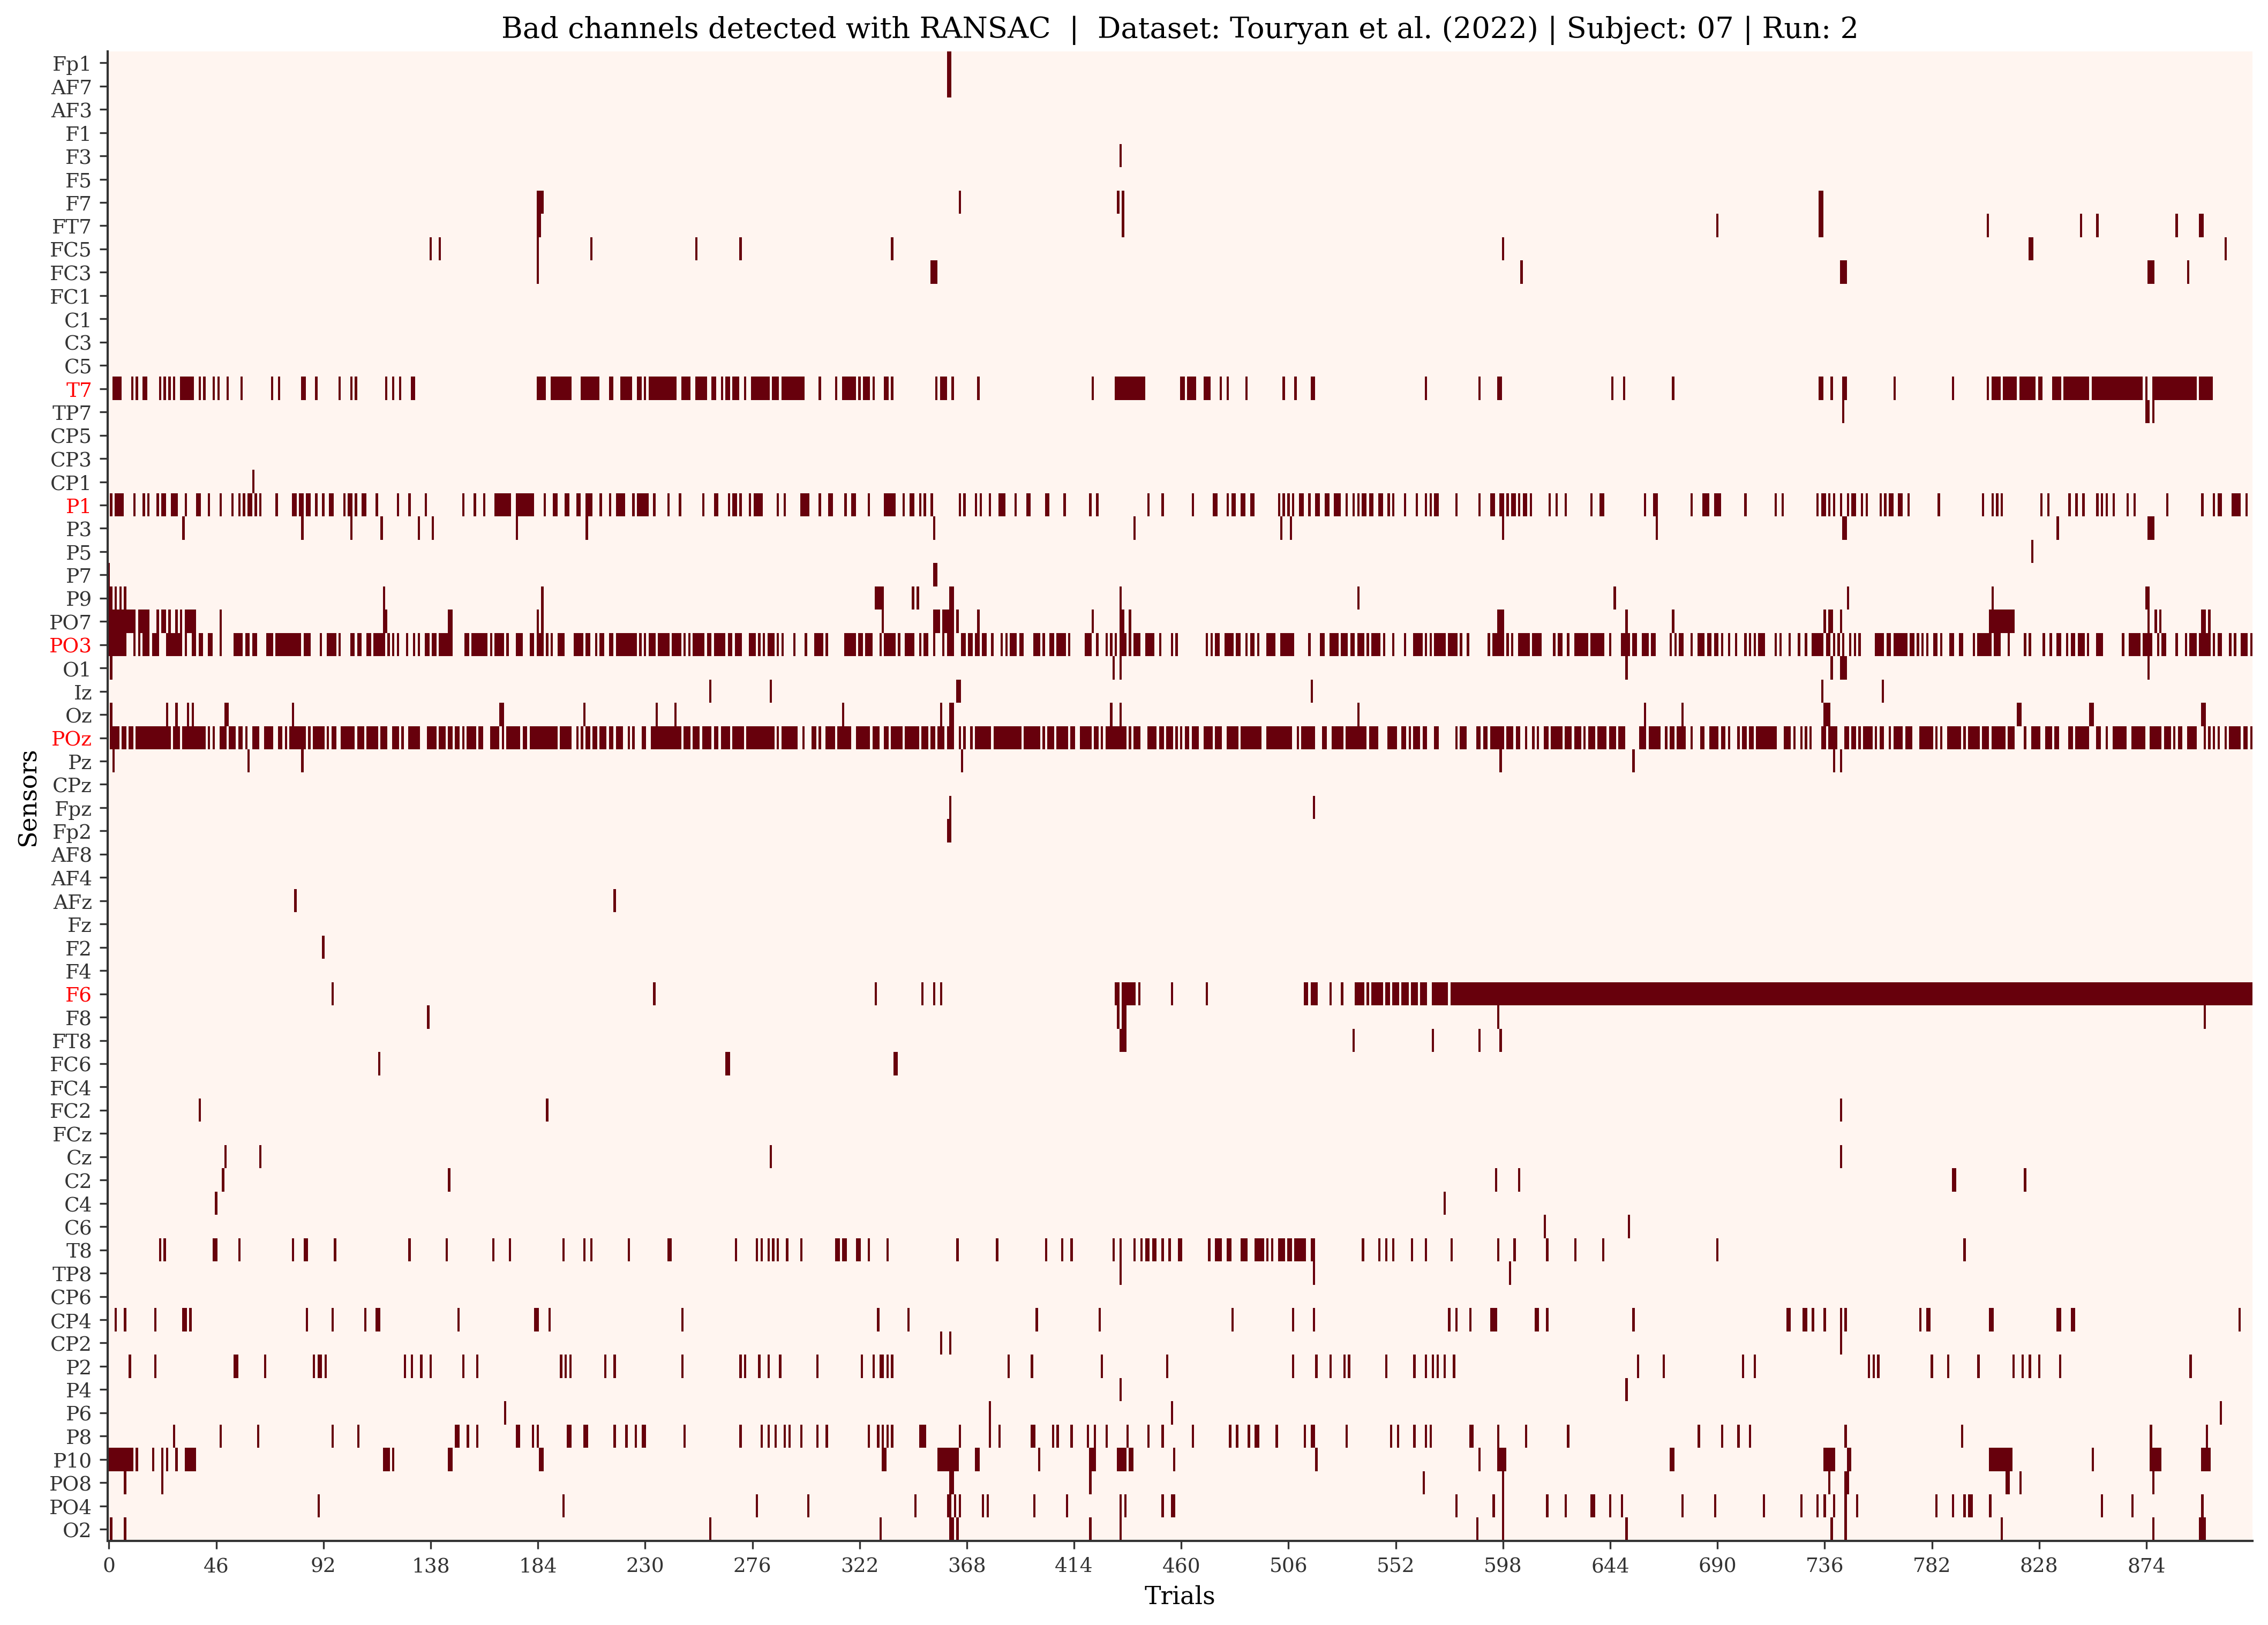 Bad channels detected with RANSAC | Dataset: Touryan et al. (2022) | Subject: 07 | Run: 2
Sensors
Fp1
AF7
AF3
F1
F3
F5
F7
FT7
FC5
FC3
FC1
C1
C3
C5
T7
TP7
CP5
CP3
CP1
P1
P3
P5
P7
P9
PO7
PO3
O1
Iz
Oz
POz
Pz
CPz
Fpz
Fp2
AF8
AF4
AFz
Fz
F2
F4
F6
F8
FT8
FC6
FC4
FC2
FCz
Cz
C2
C4
C6
T8
TP8
CP6
CP4
CP2
P2
P4
P6
P8
P10
PO8
PO4
O2
0 46 92 138 184 230 276 322 368 414 460 506 552 598 644 690 736 782 828 874
Trials